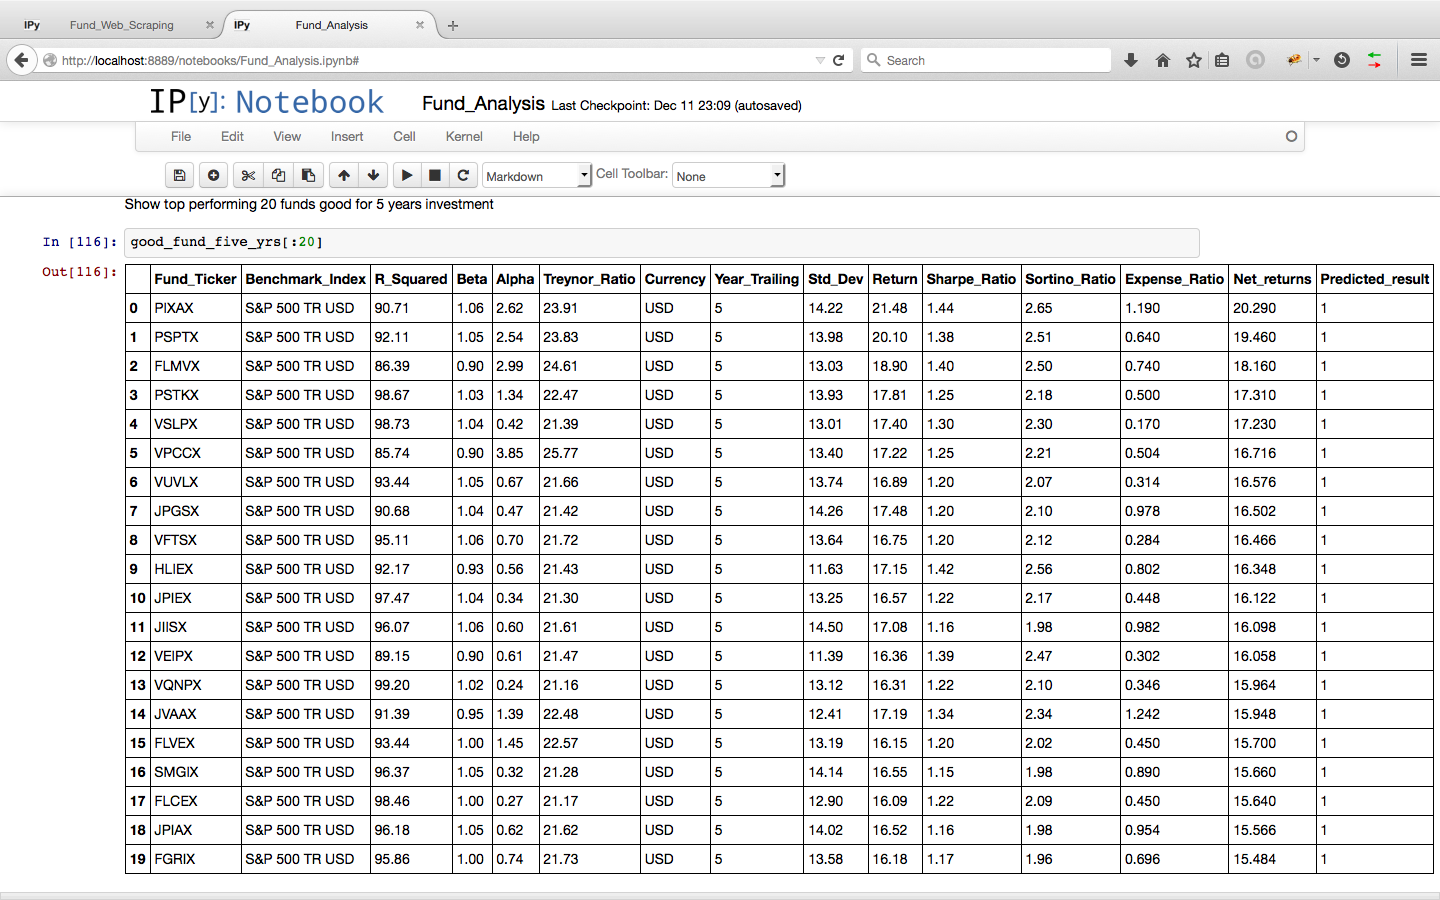 IPy Fund_Web_Scraping × IPy Fund_Analysis × +
http://localhost:8889/notebooks/Fund_Analysis.ipynb# Search
IP[y]: Notebook Fund_Analysis Last Checkpoint: Dec 11 23:09 (autosaved)
File Edit View Insert Cell Kernel Help
Markdown Cell Toolbar: None
Show top performing 20 funds good for 5 years investment
In [116]: good_fund_five_yrs[:20]
Out[116]:
Fund_Ticker Benchmark_Index R_Squared Beta Alpha Treynor_Ratio Currency Year_Trailing Std_Dev Return Sharpe_Ratio Sortino_Ratio Expense_Ratio Net_returns Predicted_result
0 PIXAX S&P 500 TR USD 90.71 1.06 2.62 23.91 USD 5 14.22 21.48 1.44 2.65 1.190 20.290 1
1 PSPTX S&P 500 TR USD 92.11 1.05 2.54 23.83 USD 5 13.98 20.10 1.38 2.51 0.640 19.460 1
2 FLMVX S&P 500 TR USD 86.39 0.90 2.99 24.61 USD 5 13.03 18.90 1.40 2.50 0.740 18.160 1
3 PSTKX S&P 500 TR USD 98.67 1.03 1.34 22.47 USD 5 13.93 17.81 1.25 2.18 0.500 17.310 1
4 VSLPX S&P 500 TR USD 98.73 1.04 0.42 21.39 USD 5 13.01 17.40 1.30 2.30 0.170 17.230 1
5 VPCCX S&P 500 TR USD 85.74 0.90 3.85 25.77 USD 5 13.40 17.22 1.25 2.21 0.504 16.716 1
6 VUVLX S&P 500 TR USD 93.44 1.05 0.67 21.66 USD 5 13.74 16.89 1.20 2.07 0.314 16.576 1
7 JPGSX S&P 500 TR USD 90.68 1.04 0.47 21.42 USD 5 14.26 17.48 1.20 2.10 0.978 16.502 1
8 VFTSX S&P 500 TR USD 95.11 1.06 0.70 21.72 USD 5 13.64 16.75 1.20 2.12 0.284 16.466 1
9 HLIEX S&P 500 TR USD 92.17 0.93 0.56 21.43 USD 5 11.63 17.15 1.42 2.56 0.802 16.348 1
10 JPIEX S&P 500 TR USD 97.47 1.04 0.34 21.30 USD 5 13.25 16.57 1.22 2.17 0.448 16.122 1
11 JIISX S&P 500 TR USD 96.07 1.06 0.60 21.61 USD 5 14.50 17.08 1.16 1.98 0.982 16.098 1
12 VEIPX S&P 500 TR USD 89.15 0.90 0.61 21.47 USD 5 11.39 16.36 1.39 2.47 0.302 16.058 1
13 VQNPX S&P 500 TR USD 99.20 1.02 0.24 21.16 USD 5 13.12 16.31 1.22 2.10 0.346 15.964 1
14 JVAAX S&P 500 TR USD 91.39 0.95 1.39 22.48 USD 5 12.41 17.19 1.34 2.34 1.242 15.948 1
15 FLVEX S&P 500 TR USD 93.44 1.00 1.45 22.57 USD 5 13.19 16.15 1.20 2.02 0.450 15.700 1
16 SMGIX S&P 500 TR USD 96.37 1.05 0.32 21.28 USD 5 14.14 16.55 1.15 1.98 0.890 15.660 1
17 FLCEX S&P 500 TR USD 98.46 1.00 0.27 21.17 USD 5 12.90 16.09 1.22 2.09 0.450 15.640 1
18 JPIAX S&P 500 TR USD 96.18 1.05 0.62 21.62 USD 5 14.02 16.52 1.16 1.98 0.954 15.566 1
19 FGRIX S&P 500 TR USD 95.86 1.00 0.74 21.73 USD 5 13.58 16.18 1.17 1.96 0.696 15.484 1